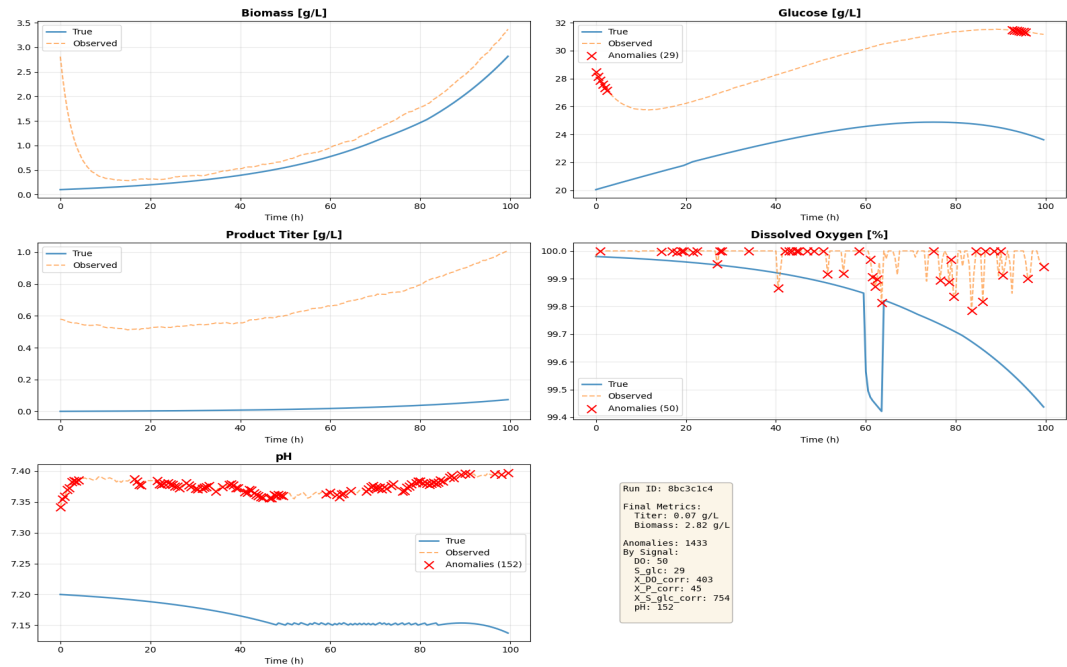 Biomass [g/L]
True
Observed
3.5
3.0
2.5
2.0
1.5
1.0
0.5
0.0
0 20 40 60 80 100
Time (h)
Glucose [g/L]
True
Observed
Anomalies (29)
32
30
28
26
24
22
20
0 20 40 60 80 100
Time (h)
Product Titer [g/L]
True
Observed
1.0
0.8
0.6
0.4
0.2
0.0
0 20 40 60 80 100
Time (h)
Dissolved Oxygen [%]
100.0
99.9
99.8
99.7
99.6
99.5
99.4
True
Observed
Anomalies (50)
0 20 40 60 80 100
Time (h)
pH
7.40
7.35
7.30
7.25
7.20
7.15
True
Observed
Anomalies (152)
0 20 40 60 80 100
Time (h)
Run ID: 8bc3c1c4
Final Metrics:
Titer: 0.07 g/L
Biomass: 2.82 g/L
Anomalies: 1433
By Signal:
DO: 50
S_glc: 29
X_DO_corr: 403
X_P_corr: 45
X_S_glc_corr: 754
pH: 152